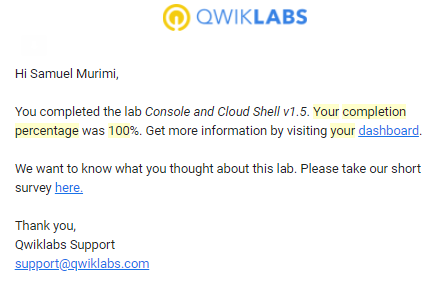 QWIKLABS
Hi Samuel Murimi,
You completed the lab Console and Cloud Shell v1.5. Your completion
percentage was 100%. Get more information by visiting your dashboard.
We want to know what you thought about this lab. Please take our short
survey here.
Thank you,
Qwiklabs Support
support@qwiklabs.com